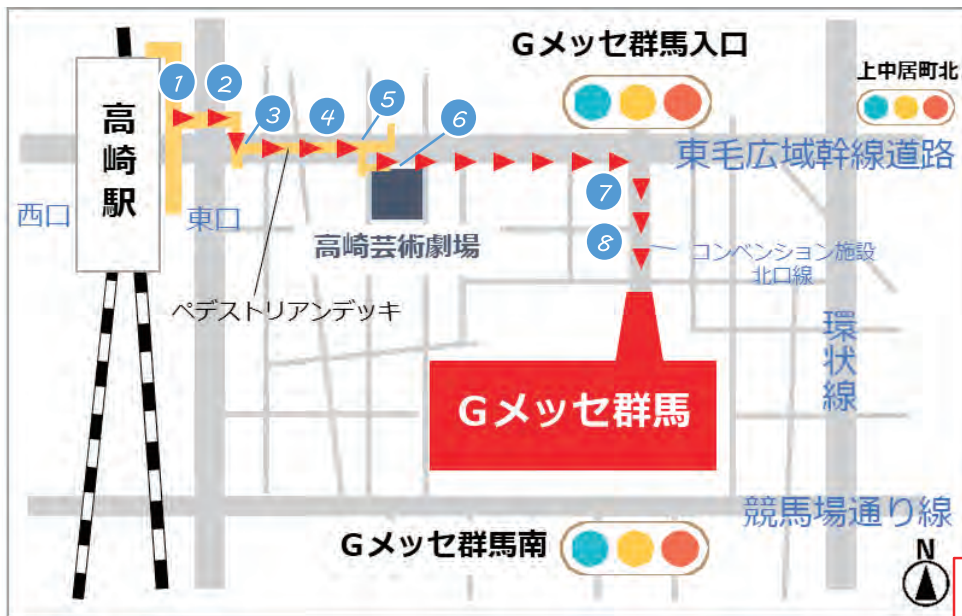 Gメッセ群馬入口
上中居町北
高崎駅
1
2
3
4
5
6
東毛広域幹線道路
西口
東口
7
高崎芸術劇場
8
コンベンション施設
北口線
ペデストリアンデッキ
環状線
Gメッセ群馬
競馬場通り線
Gメッセ群馬南
N